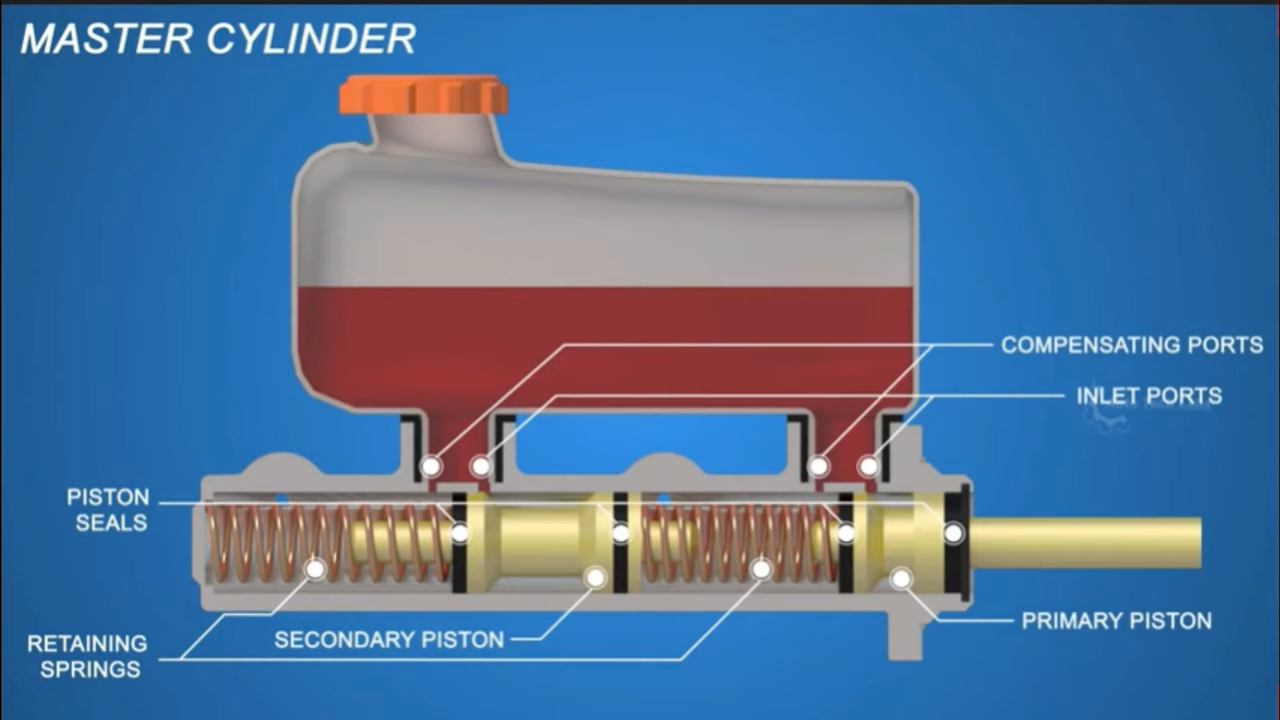 MASTER CYLINDER
COMPENSATING PORTS
INLET PORTS
PISTON
SEALS
PRIMARY PISTON
SECONDARY PISTON
RETAINING
SPRINGS